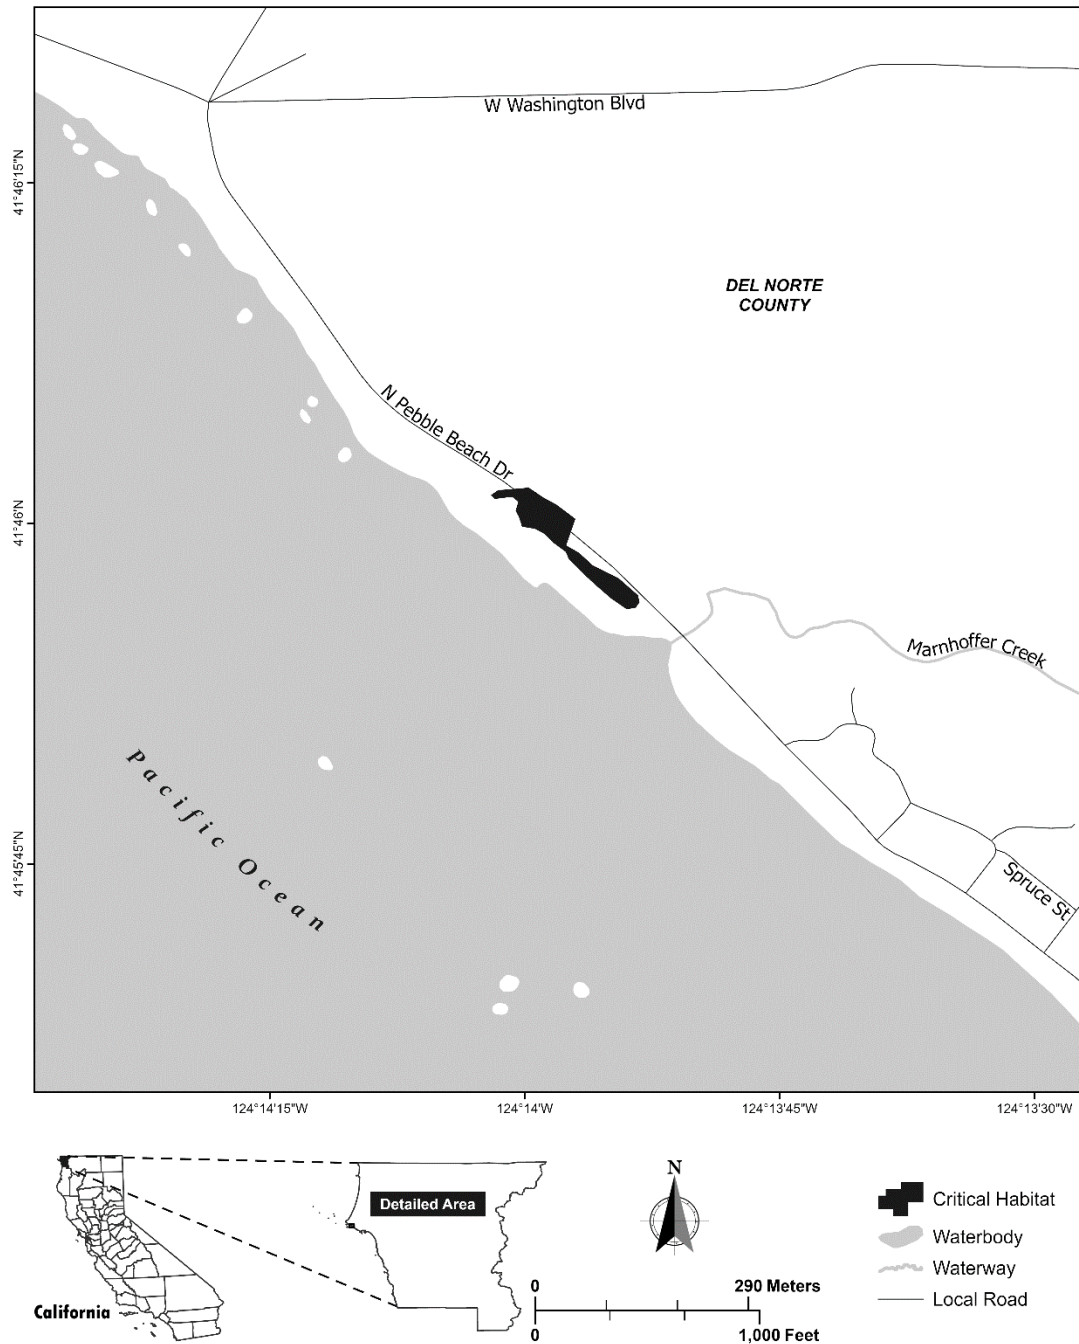 W Washington Blvd
41°46'15"N
DEL NORTE
COUNTY
N Pebble Beach Dr
41°46'N
Marnhoffer Creek
Pacific Ocean
41°45'45"N
Spruce St
124°14'15"W
124°14'W
124°13'45"W
124°13'30"W
Detailed Area
California
N
0
290 Meters
0
1,000 Feet
Critical Habitat
Waterbody
Waterway
Local Road